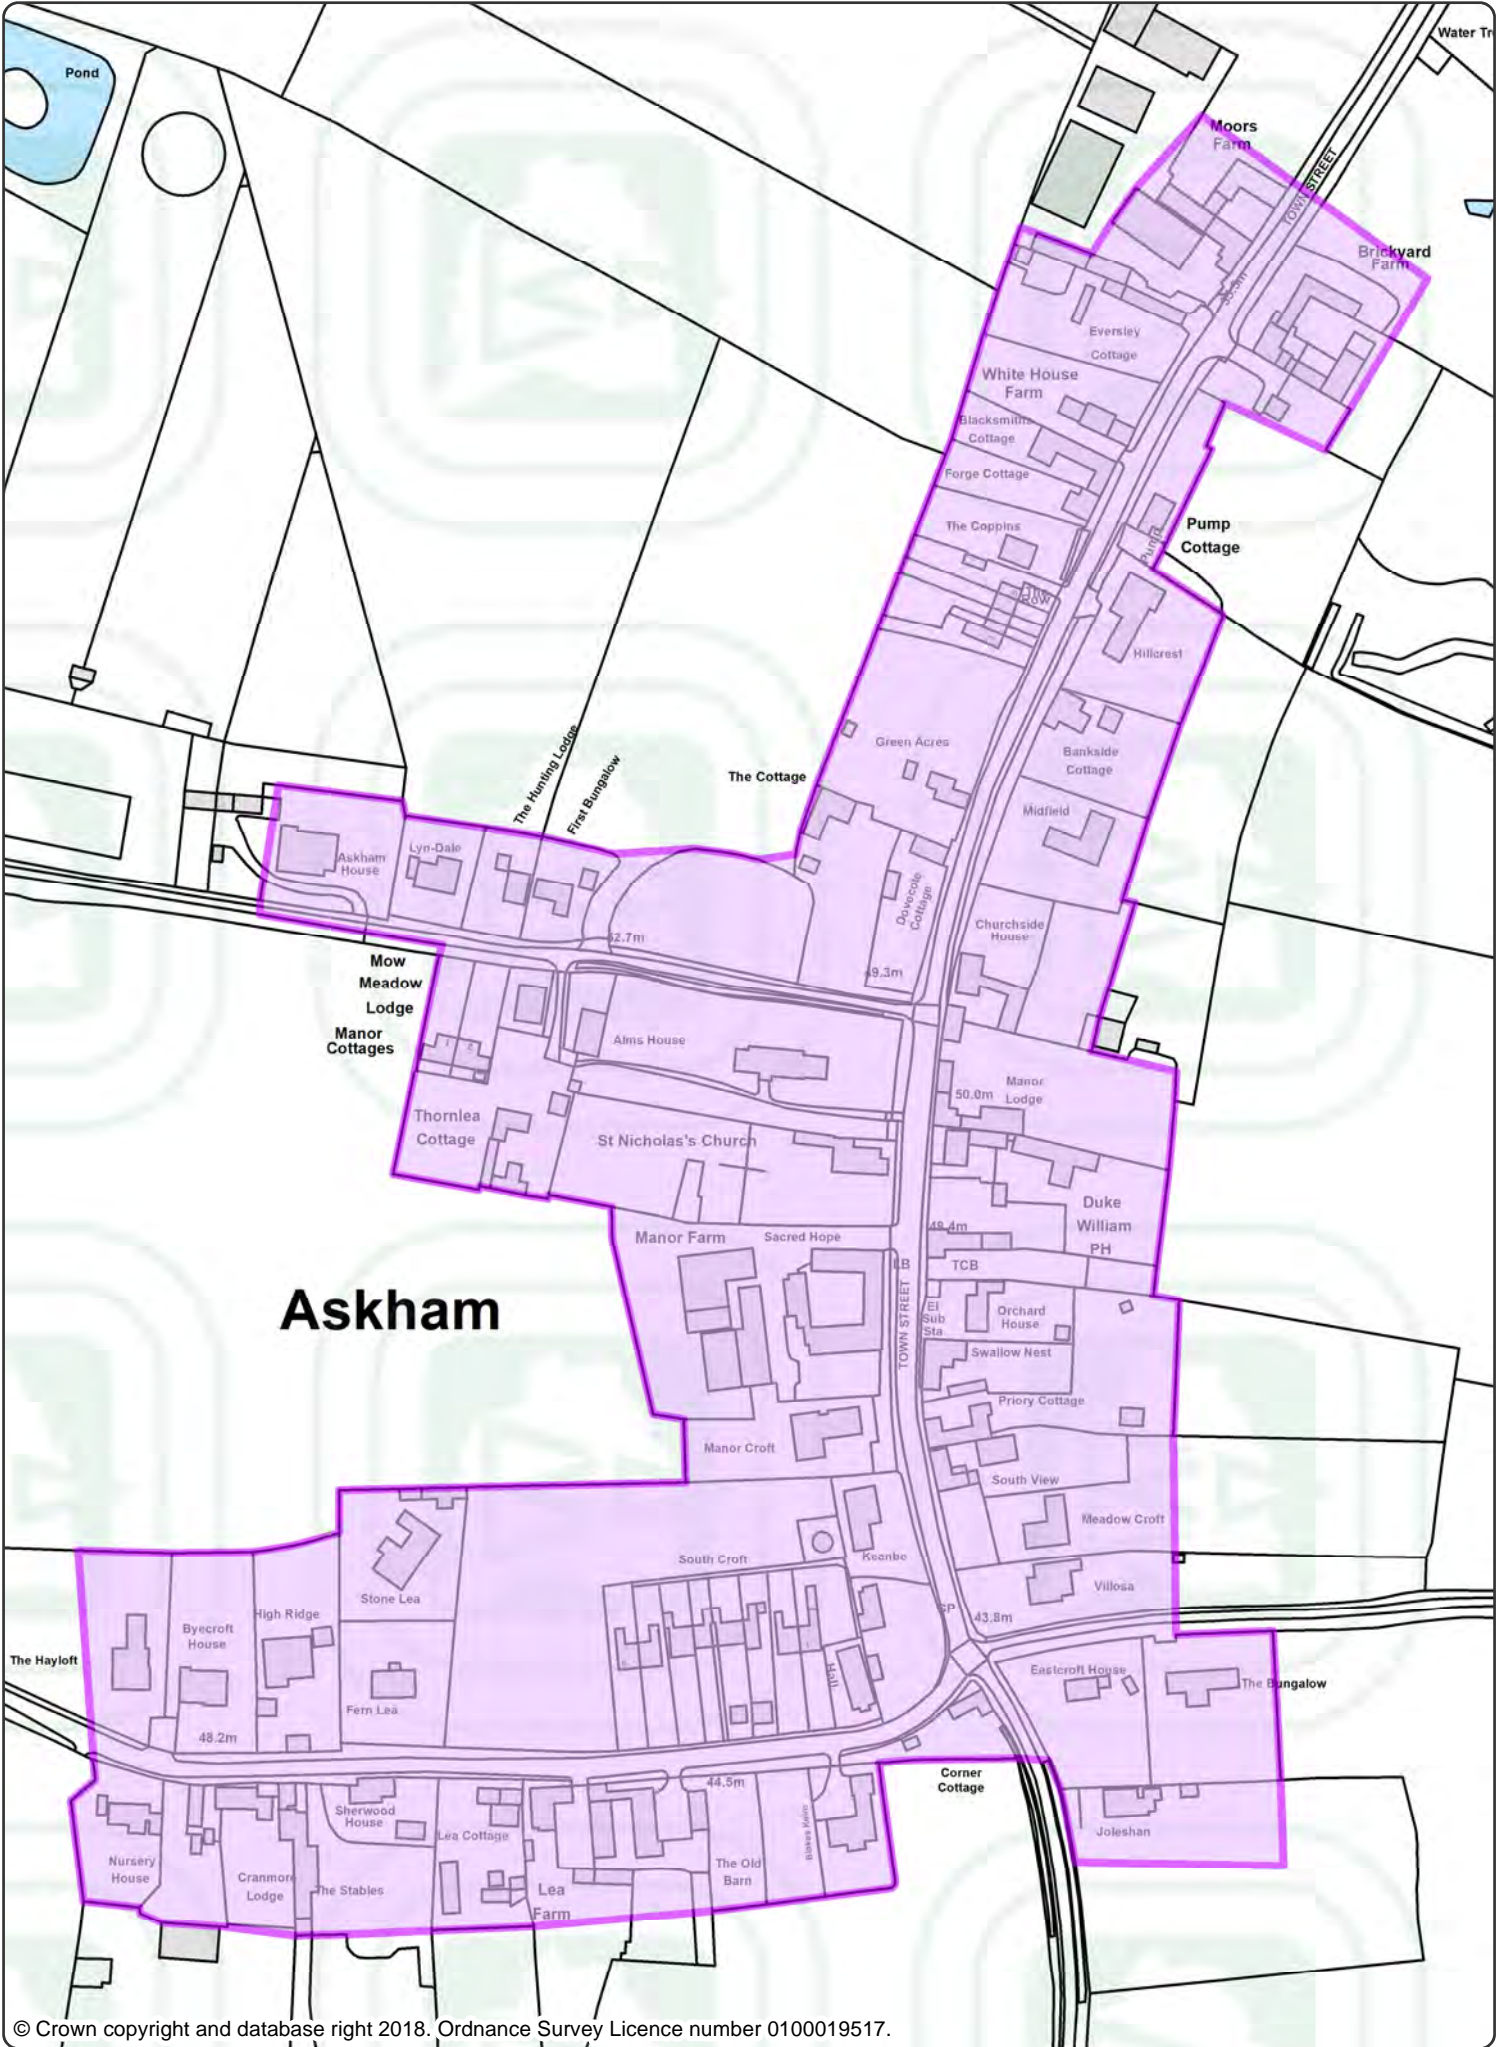 Pond
Water Tr
Moors
Farm
TOWN STREET
Brickyard
Farm
Eversley
Cottage
White House
Farm
Blacksmiths
Cottage
Forge Cottage
The Coppins
Pump
Pump
Cottage
The
Row
Hillcrest
Green Acres
Bankside
Cottage
The Hunting Lodge
First Bungalow
The Cottage
Midfield
Lyn-Dale
Askham
House
Dovecote
Cottage
Churchside
House
52.7m
49.3m
Mow
Meadow
Lodge
Manor
Cottages
1
2
Alms House
Manor
Lodge
50.0m
Thornlea
Cottage
St Nicholas's Church
Duke
William
PH
48.4m
Manor Farm
Sacred Hope
LB
TCB
TOWN STREET
El
Sub
Sta
Orchard
House
Askham
Swallow Nest
Priory Cottage
Manor Croft
South View
Meadow Croft
South Croft
Keenbe
Villosa
Stone Lea
GP
43.8m
High Ridge
Byecroft
House
The Hayloft
Hall
Eastcroft House
The Bungalow
Fern Lea
48.2m
44.5m
Corner
Cottage
Sherwood
House
Lea Cottage
Joleshan
Nursery
House
Cranmore
Lodge
The Stables
Lea
Farm
The Old
Barn
© Crown copyright and database right 2018. Ordnance Survey Licence number 0100019517.